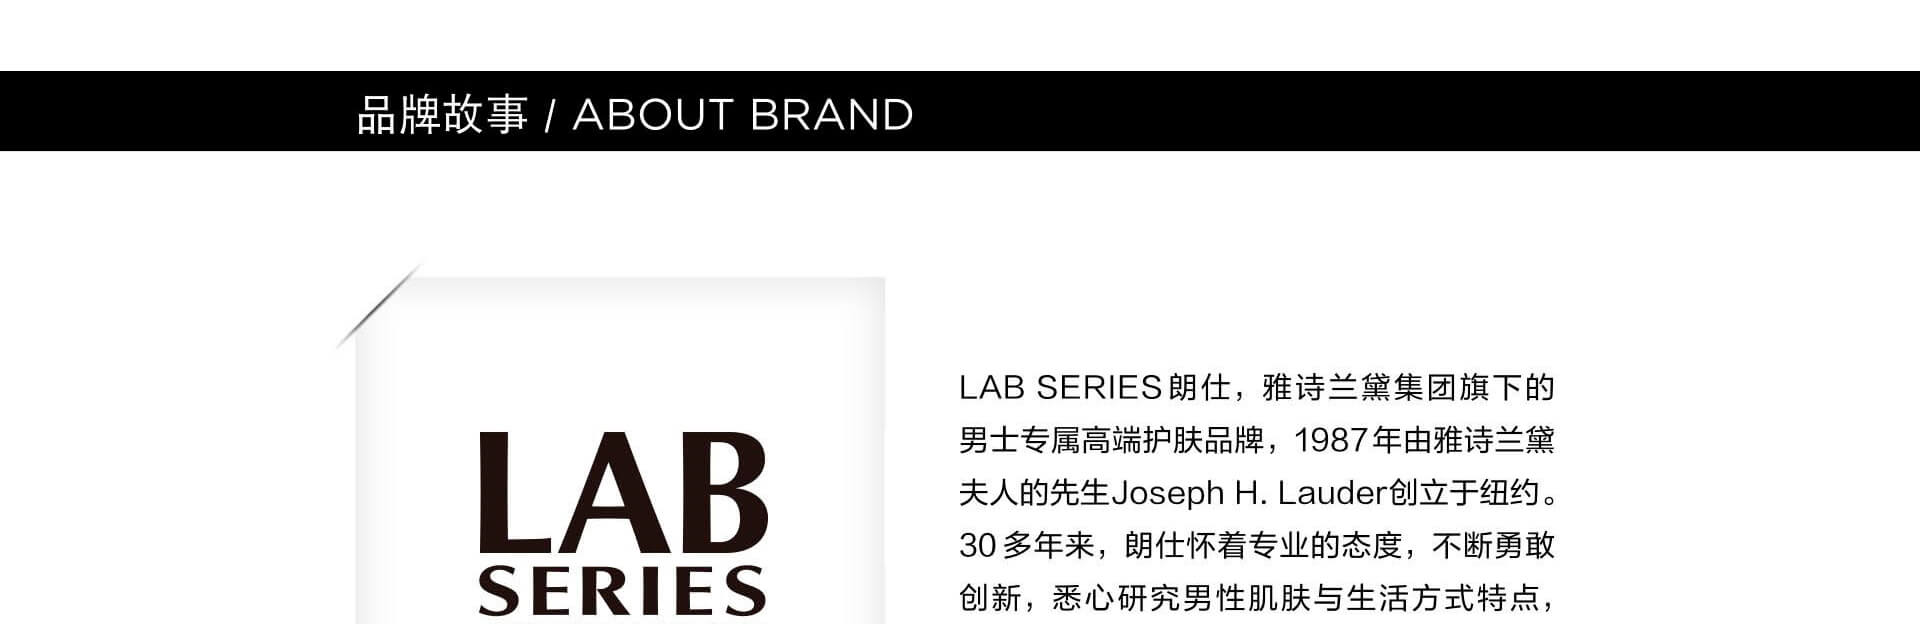 品牌故事 / ABOUT BRAND
LAB
SERIES
LAB SERIES朗仕，雅诗兰黛集团旗下的
男士专属高端护肤品牌，1987年由雅诗兰黛
夫人的先生Joseph H. Lauder创立于纽约。
30多年来，朗仕怀着专业的态度，不断勇敢
创新，悉心研究男性肌肤与生活方式特点，